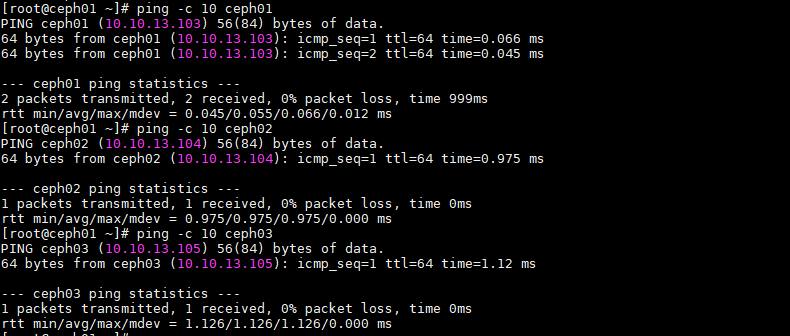 [root@ceph01 ~]# ping -c 10 ceph01
PING ceph01 (10.10.13.103) 56(84) bytes of data.
64 bytes from ceph01 (10.10.13.103): icmp_seq=1 ttl=64 time=0.066 ms
64 bytes from ceph01 (10.10.13.103): icmp_seq=2 ttl=64 time=0.045 ms

--- ceph01 ping statistics ---
2 packets transmitted, 2 received, 0% packet loss, time 999ms
rtt min/avg/max/mdev = 0.045/0.055/0.066/0.012 ms
[root@ceph01 ~]# ping -c 10 ceph02
PING ceph02 (10.10.13.104) 56(84) bytes of data.
64 bytes from ceph02 (10.10.13.104): icmp_seq=1 ttl=64 time=0.975 ms

--- ceph02 ping statistics ---
1 packets transmitted, 1 received, 0% packet loss, time 0ms
rtt min/avg/max/mdev = 0.975/0.975/0.975/0.000 ms
[root@ceph01 ~]# ping -c 10 ceph03
PING ceph03 (10.10.13.105) 56(84) bytes of data.
64 bytes from ceph03 (10.10.13.105): icmp_seq=1 ttl=64 time=1.12 ms

--- ceph03 ping statistics ---
1 packets transmitted, 1 received, 0% packet loss, time 0ms
rtt min/avg/max/mdev = 1.126/1.126/1.126/0.000 ms